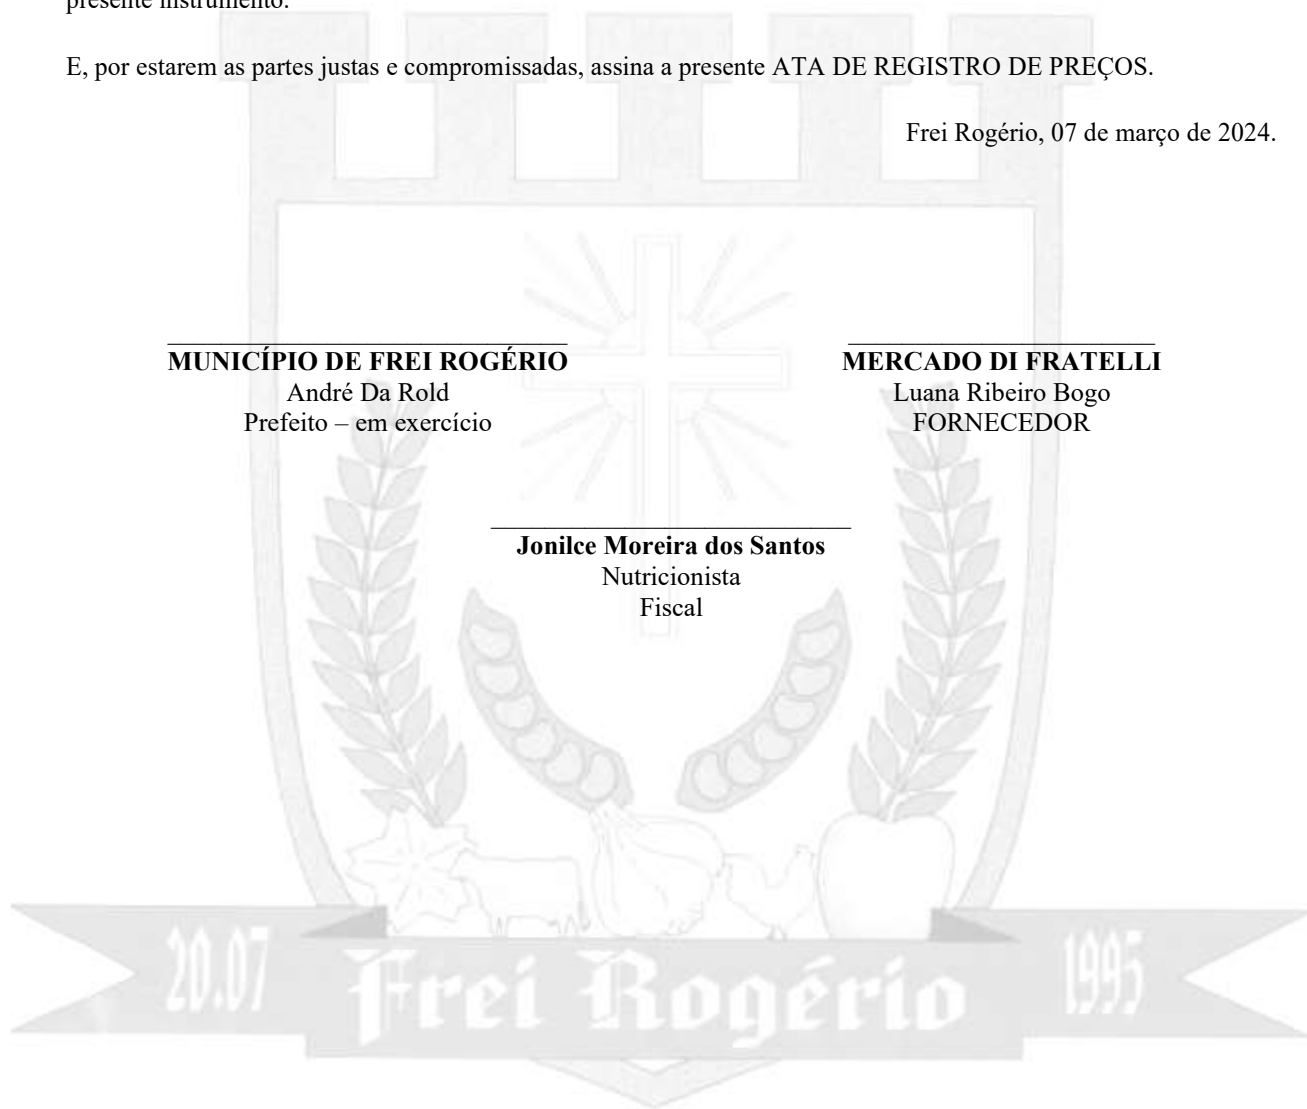 presente instrumento.
E, por estarem as partes justas e compromissadas, assina a presente ATA DE REGISTRO DE PREÇOS.
Frei Rogério, 07 de março de 2024.
MUNICÍPIO DE FREI ROGÉRIO
André Da Rold
Prefeito – em exercício
MERCADO DI FRATELLI
Luana Ribeiro Bogo
FORNECEDOR
Jonilce Moreira dos Santos
Nutricionista
Fiscal
20.07
Frei Rogério
1995